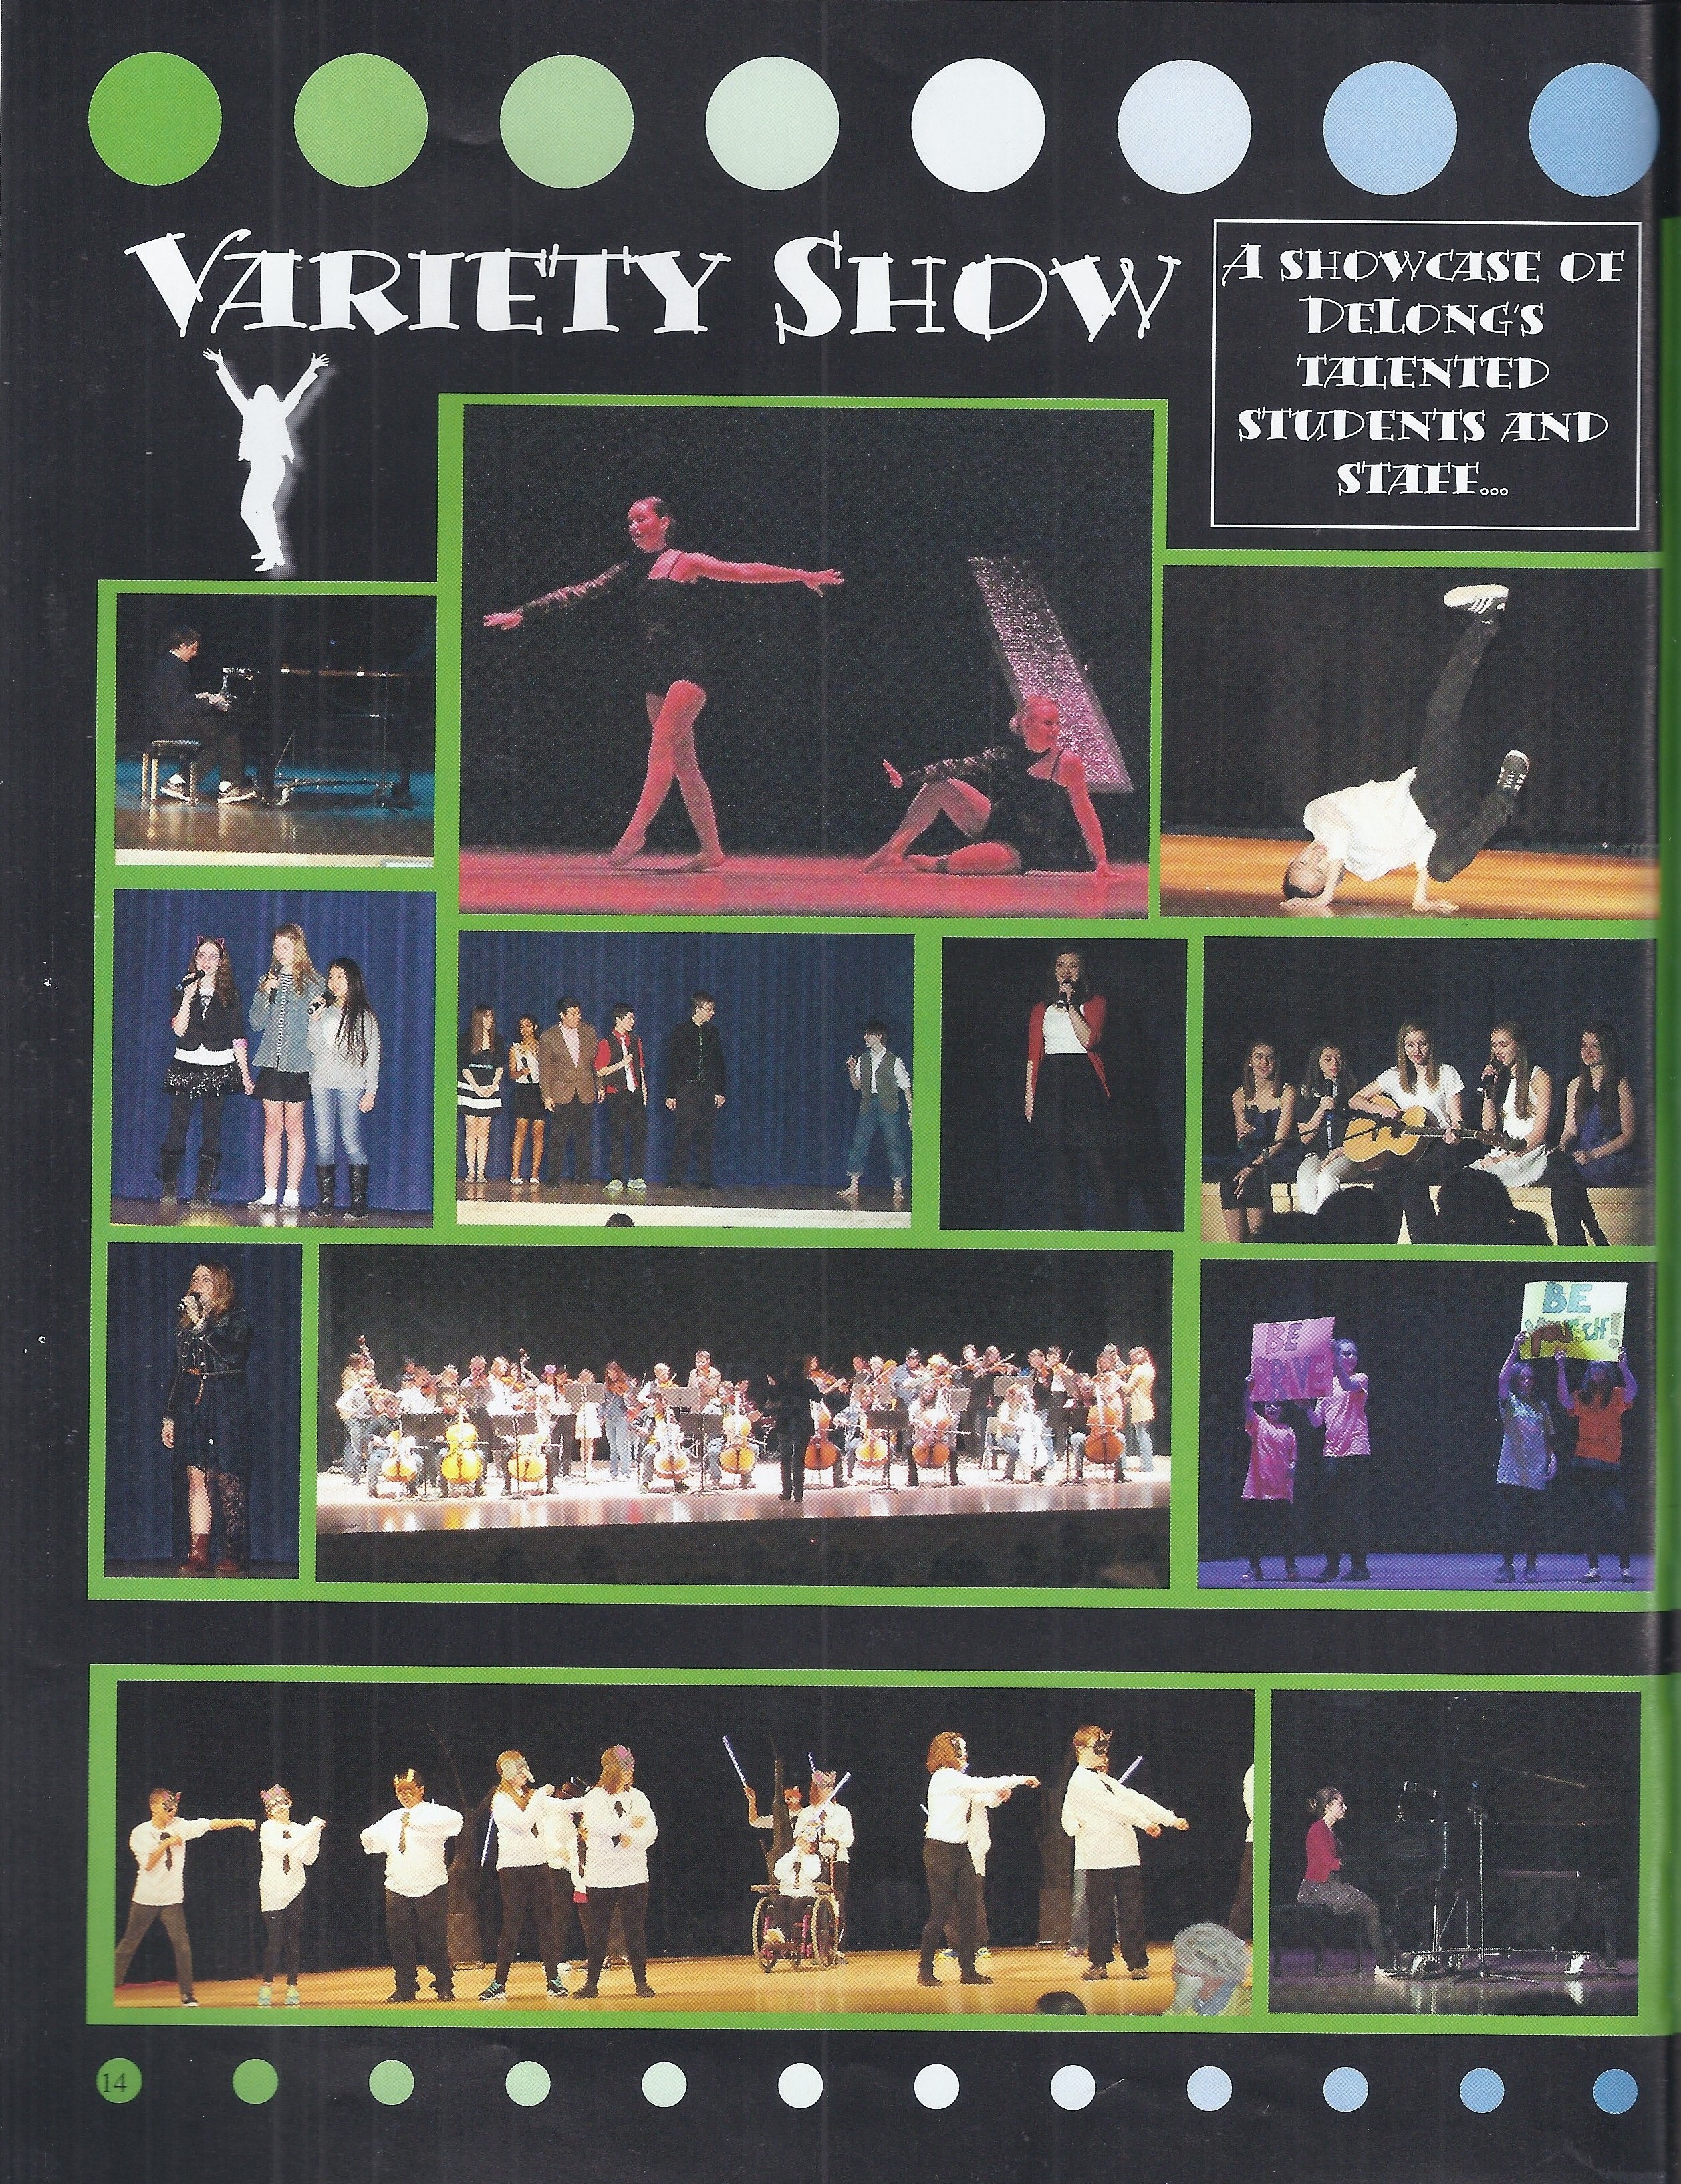 VARIETY SHOW
A SHOWCASE OF
DELONG'S
TALENTED
STUDENTS AND
STAFF...
BE
BRAVE
BE
YOURSELF!
14